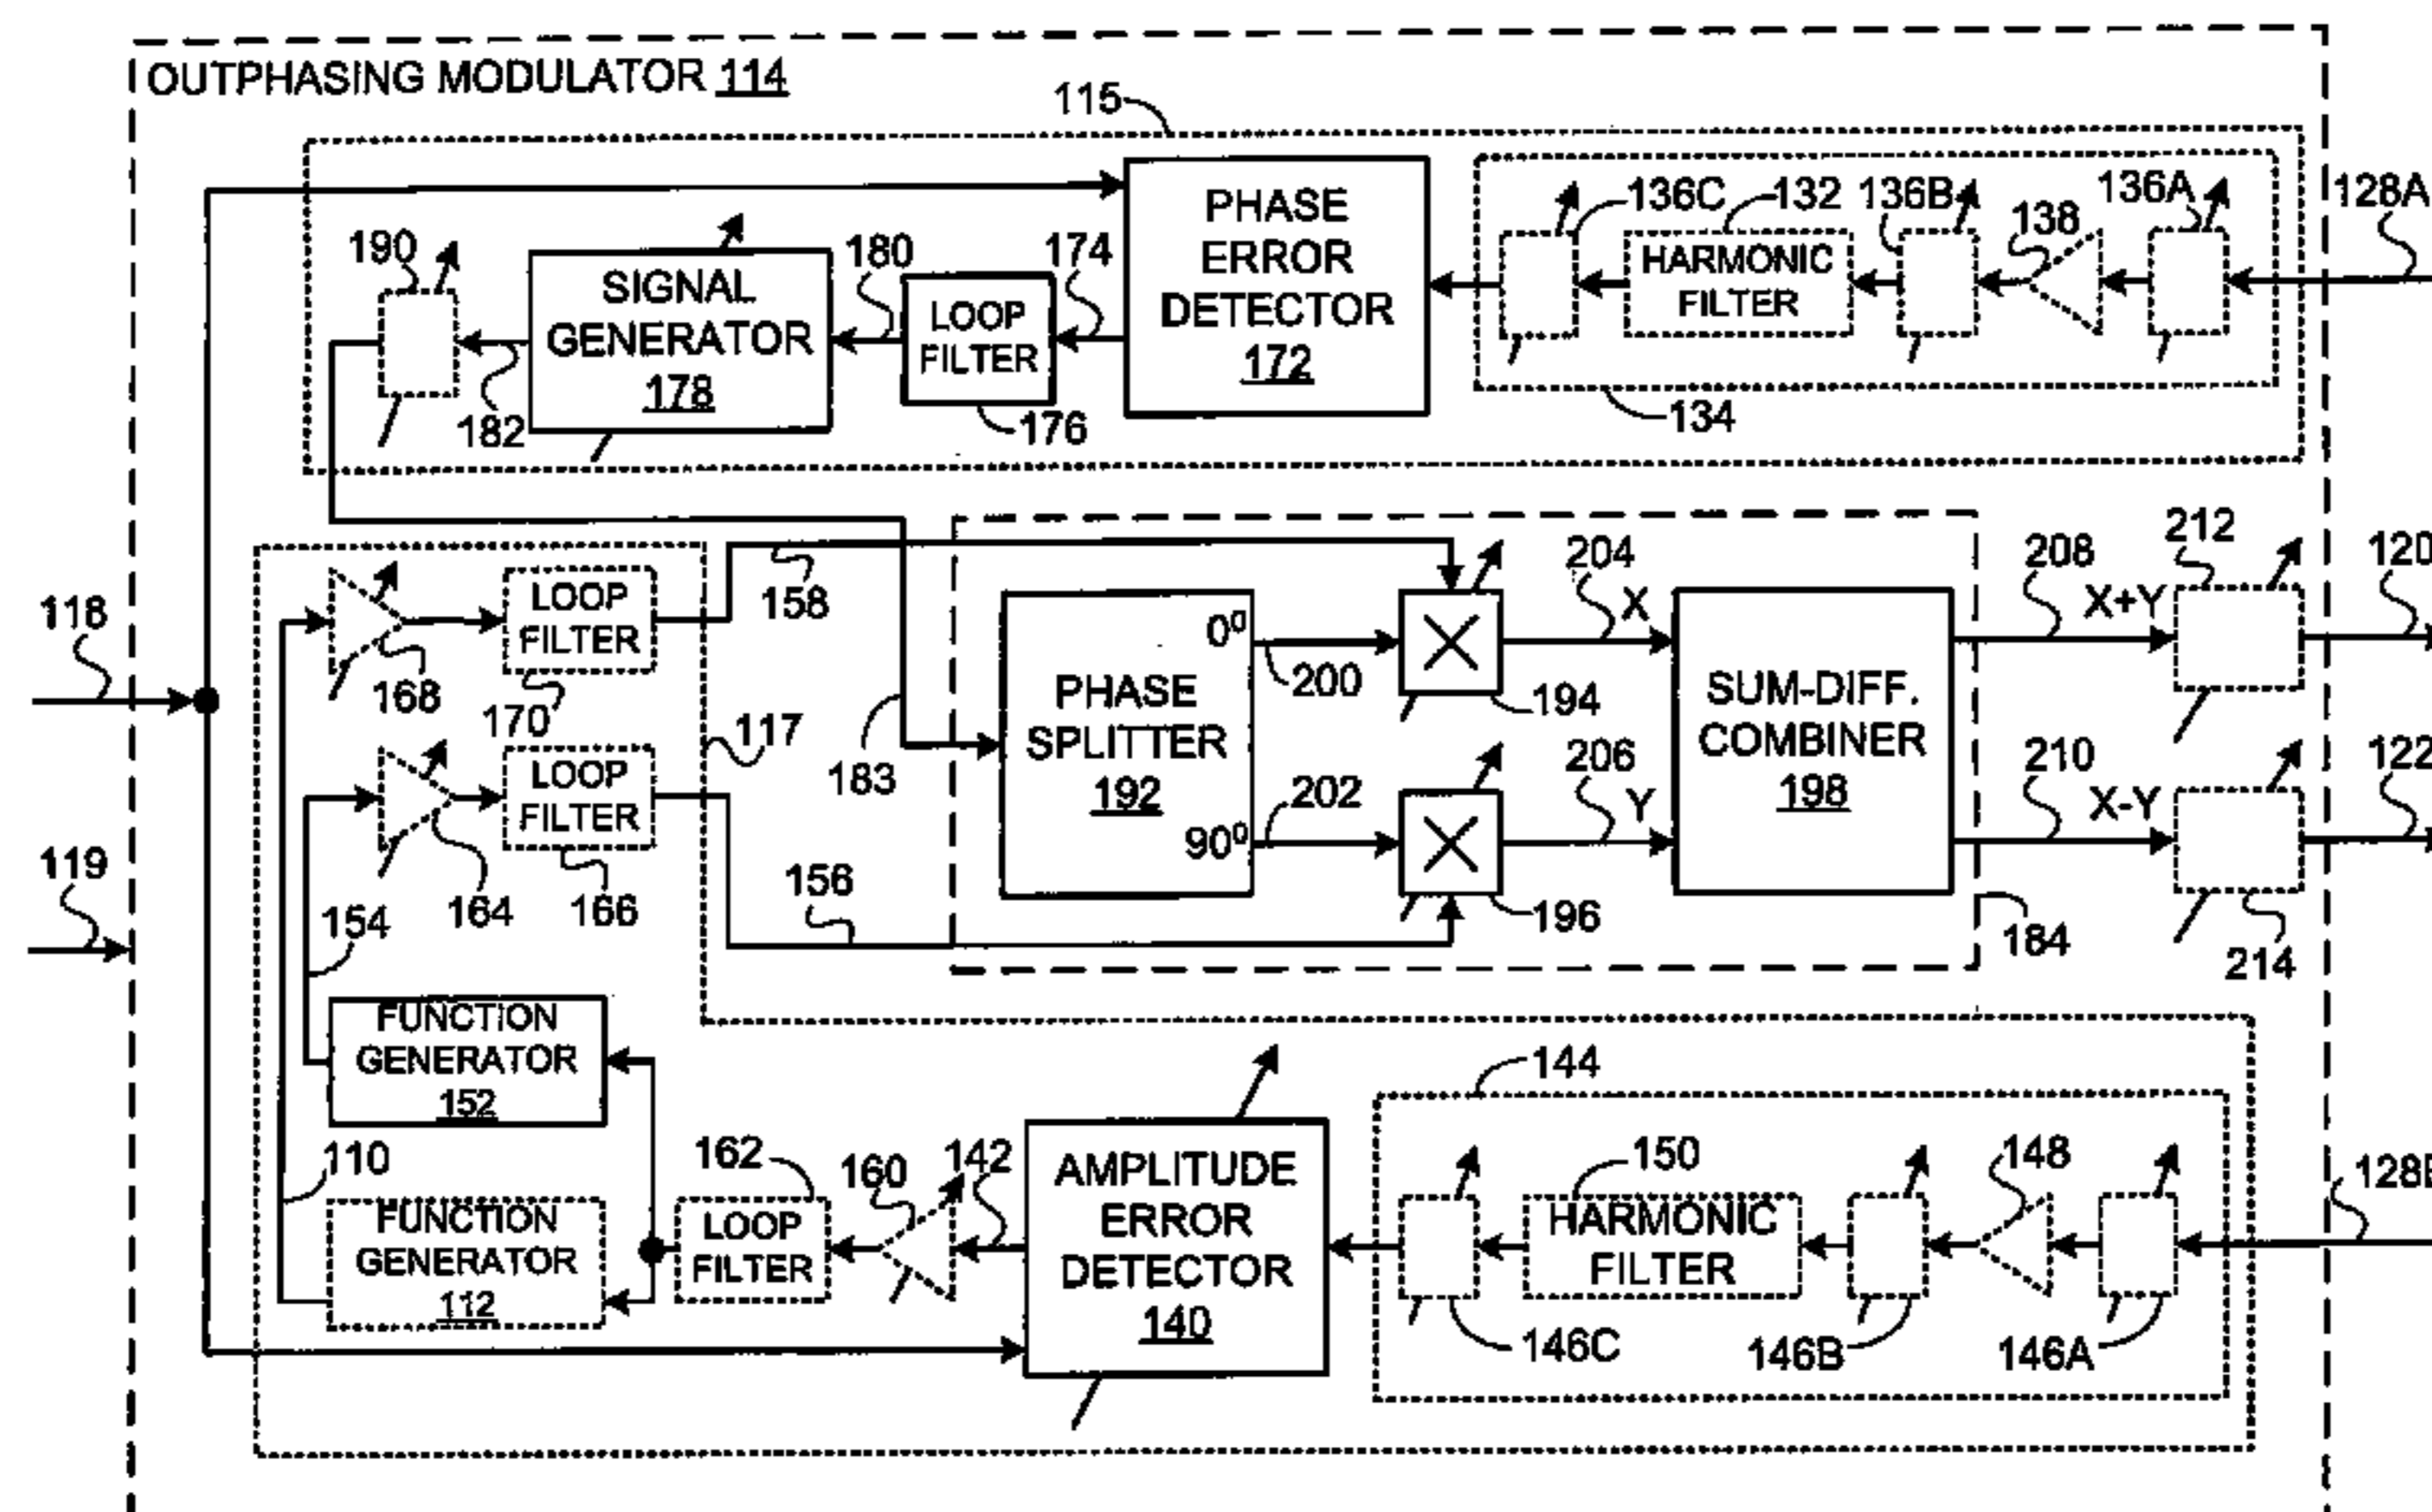 OUTPHASING MODULATOR 114
115
PHASE
ERROR
DETECTOR
172
136C
132
136B
138
136A
128A
HARMONIC
FILTER
134
190
SIGNAL
GENERATOR
178
180
174
LOOP
FILTER
176
182
118
119
LOOP
FILTER
168
170
158
117
183
PHASE
SPLITTER
192
0⁰
90⁰
200
202
194
196
204
X
206
Y
SUM-DIFF.
COMBINER
198
208
X+Y
210
X-Y
212
214
120
122
184
LOOP
FILTER
164
166
156
154
FUNCTION
GENERATOR
152
110
FUNCTION
GENERATOR
112
162
LOOP
FILTER
160
142
AMPLITUDE
ERROR
DETECTOR
140
144
150
HARMONIC
FILTER
148
146C
146B
146A